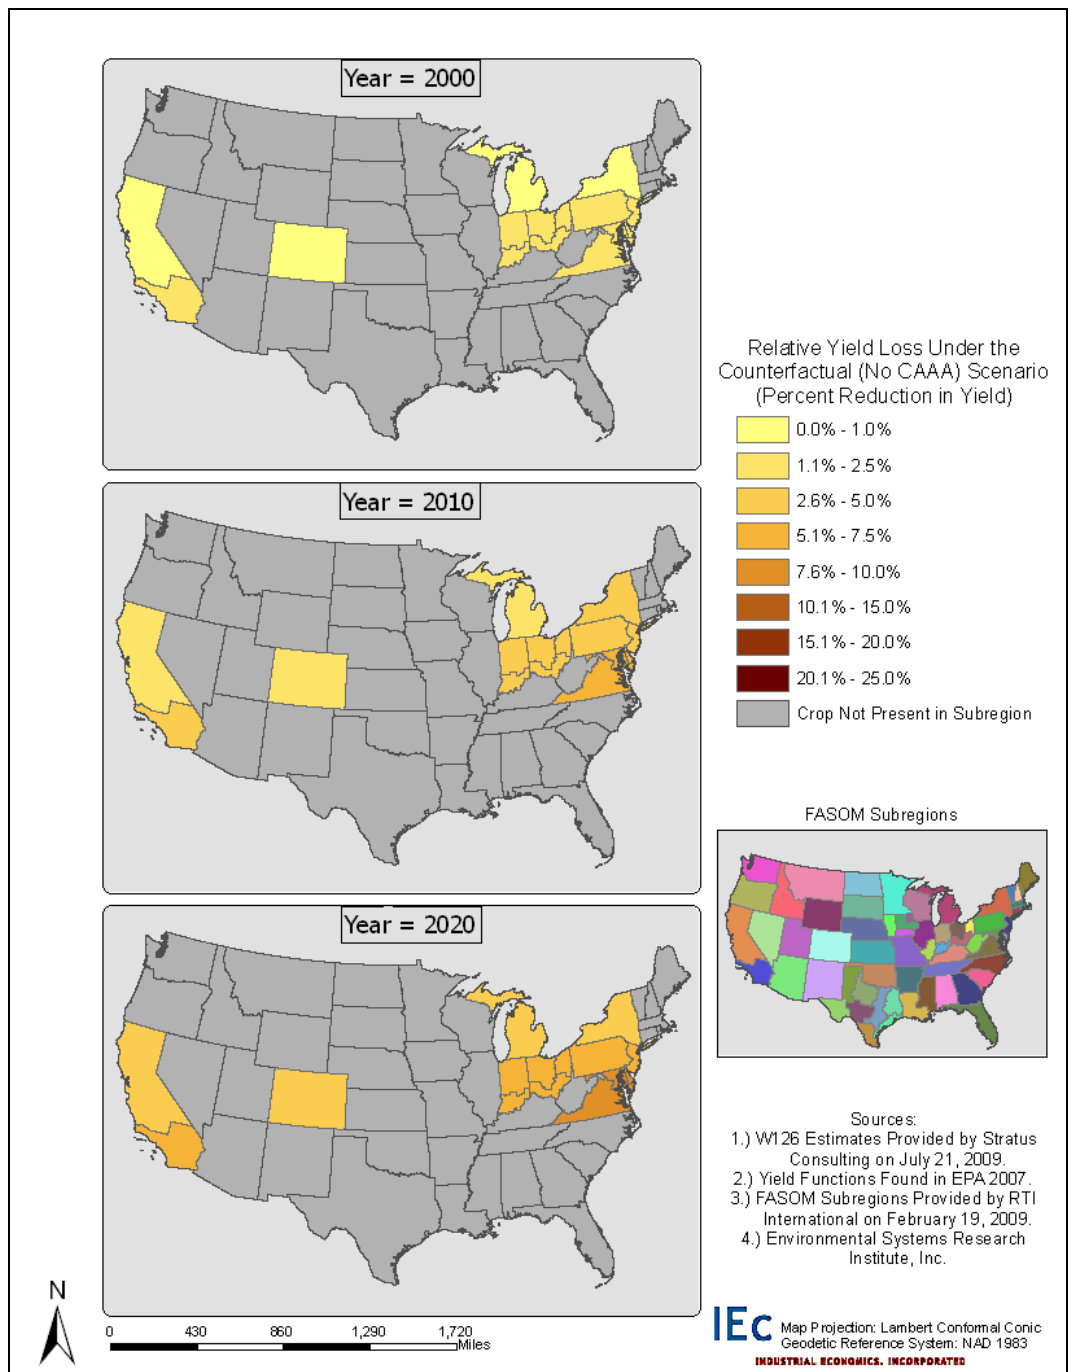 Year = 2000
Year = 2010
Year = 2020
Relative Yield Loss Under the
Counterfactual (No CAAA) Scenario
(Percent Reduction in Yield)
0.0% - 1.0%
1.1% - 2.5%
2.6% - 5.0%
5.1% - 7.5%
7.6% - 10.0%
10.1% - 15.0%
15.1% - 20.0%
20.1% - 25.0%
Crop Not Present in Subregion
FASOM Subregions
Sources:
1.) W126 Estimates Provided by Stratus
Consulting on July 21, 2009.
2.) Yield Functions Found in EPA 2007.
3.) FASOM Subregions Provided by RTI
International on February 19, 2009.
4.) Environmental Systems Research
Institute, Inc.
N
0 430 860 1,290 1,720
Miles
IEc
Map Projection: Lambert Conformal Conic
Geodetic Reference System: NAD 1983
INDUSTRIAL ECONOMICS, INCORPORATED